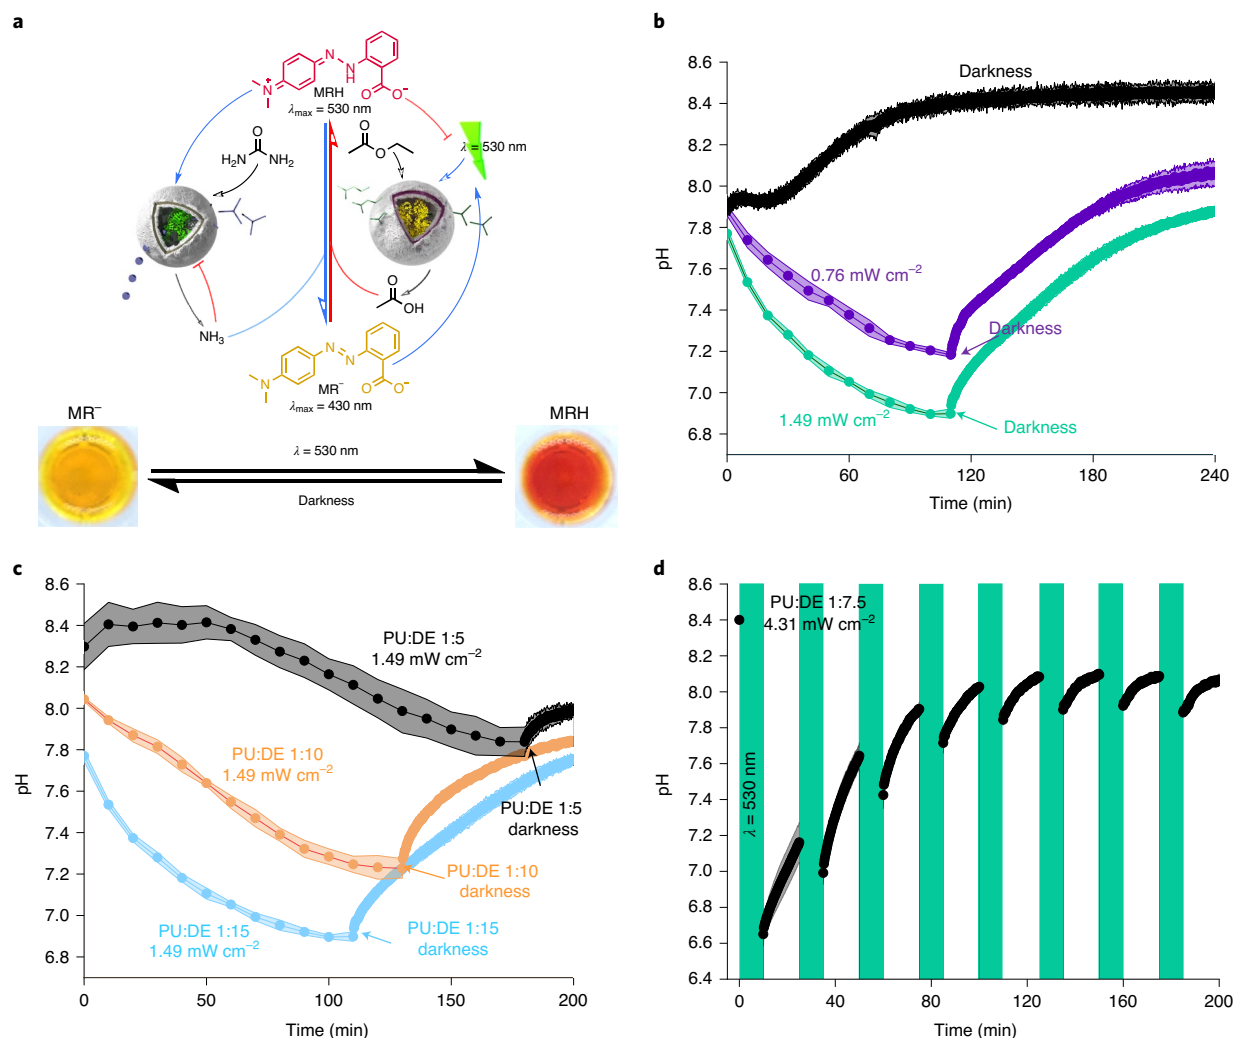 a
N
N
N
H
N+
O
O−
MRH
λmax = 530 nm
O
H2N
NH2
O
O
λ = 530 nm
NH3
O
OH
N
N
N
O
O−
MR−
λmax = 430 nm
MR−
MRH
λ = 530 nm
Darkness
b
8.6
8.4
8.2
8.0
7.8
7.6
7.4
7.2
7.0
6.8
pH
Darkness
0.76 mW cm−2
Darkness
1.49 mW cm−2
Darkness
0
60
120
180
240
Time (min)
c
8.6
8.4
8.2
8.0
7.8
7.6
7.4
7.2
7.0
6.8
pH
PU:DE 1:5
1.49 mW cm−2
PU:DE 1:10
1.49 mW cm−2
PU:DE 1:5
darkness
PU:DE 1:10
darkness
PU:DE 1:15
1.49 mW cm−2
PU:DE 1:15
darkness
0
50
100
150
200
Time (min)
d
8.6
8.4
8.2
8.0
7.8
7.6
7.4
7.2
7.0
6.8
6.6
6.4
pH
PU:DE 1:7.5
4.31 mW cm−2
λ = 530 nm
0
40
80
120
160
200
Time (min)